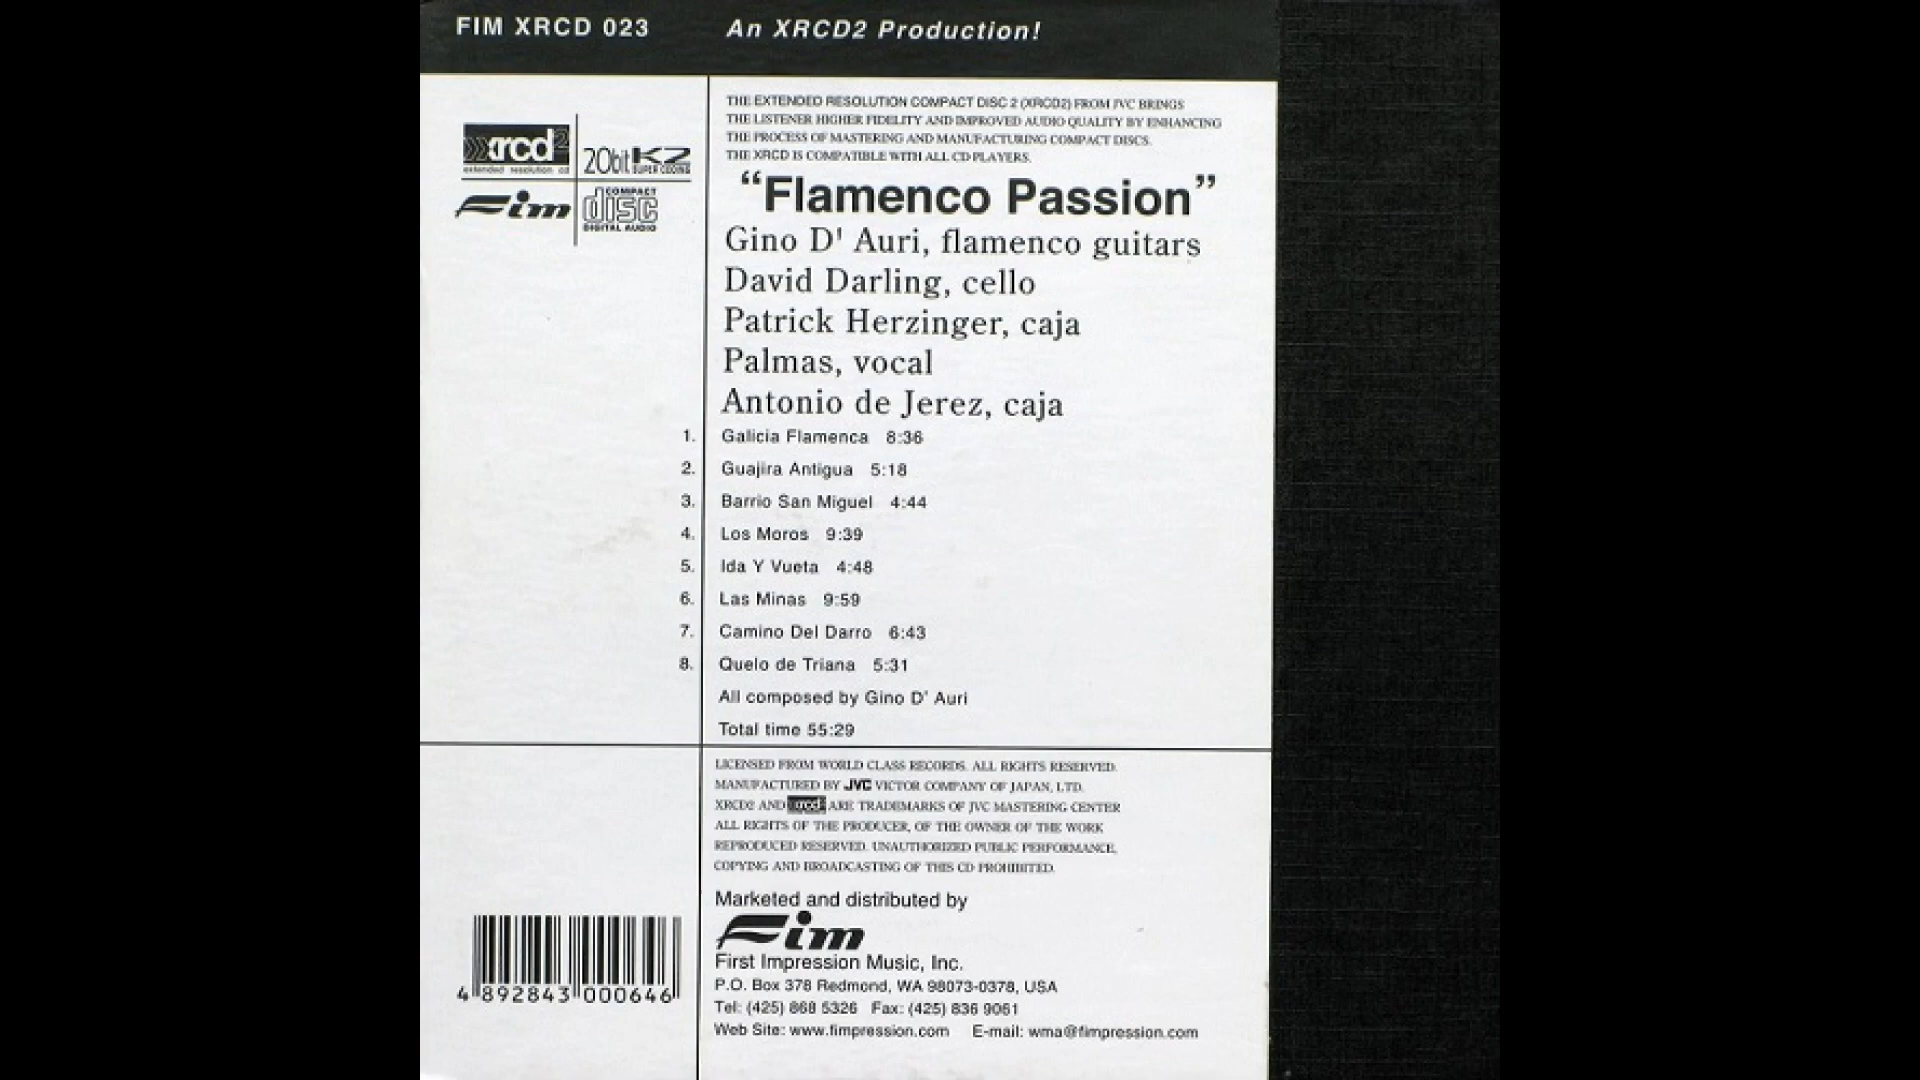 FIM XRCD 023 An XRCD2 Production!
THE EXTENDED RESOLUTION COMPACT DISC 2 (XRCD2) FROM JVC BRINGS
THE LISTENER HIGHER FIDELITY AND IMPROVED AUDIO QUALITY BY ENHANCING
THE PROCESS OF MASTERING AND MANUFACTURING COMPACT DISCS.
THE XRCD IS COMPATIBLE WITH ALL CD PLAYERS.
xrcd2
extended resolution cd
20bit K2
SUPER CODING
Fim
COMPACT
disc
DIGITAL AUDIO
“Flamenco Passion”
Gino D' Auri, flamenco guitars
David Darling, cello
Patrick Herzinger, caja
Palmas, vocal
Antonio de Jerez, caja
1. Galicia Flamenca 8:36
2. Guajira Antigua 5:18
3. Barrio San Miguel 4:44
4. Los Moros 9:39
5. Ida Y Vueta 4:48
6. Las Minas 9:59
7. Camino Del Darro 6:43
8. Quelo de Triana 5:31
All composed by Gino D' Auri
Total time 55:29
LICENSED FROM WORLD CLASS RECORDS. ALL RIGHTS RESERVED.
MANUFACTURED BY JVC VICTOR COMPANY OF JAPAN, LTD.
XRCD2 AND xrcd2 ARE TRADEMARKS OF JVC MASTERING CENTER
ALL RIGHTS OF THE PRODUCER, OF THE OWNER OF THE WORK
REPRODUCED RESERVED. UNAUTHORIZED PUBLIC PERFORMANCE,
COPYING AND BROADCASTING OF THIS CD PROHIBITED.
Marketed and distributed by
Fim
First Impression Music, Inc.
P.O. Box 378 Redmond, WA 98073-0378, USA
Tel: (425) 868 5326 Fax: (425) 836 9061
Web Site: www.fimpression.com E-mail: wma@fimpression.com
4 892843 000646